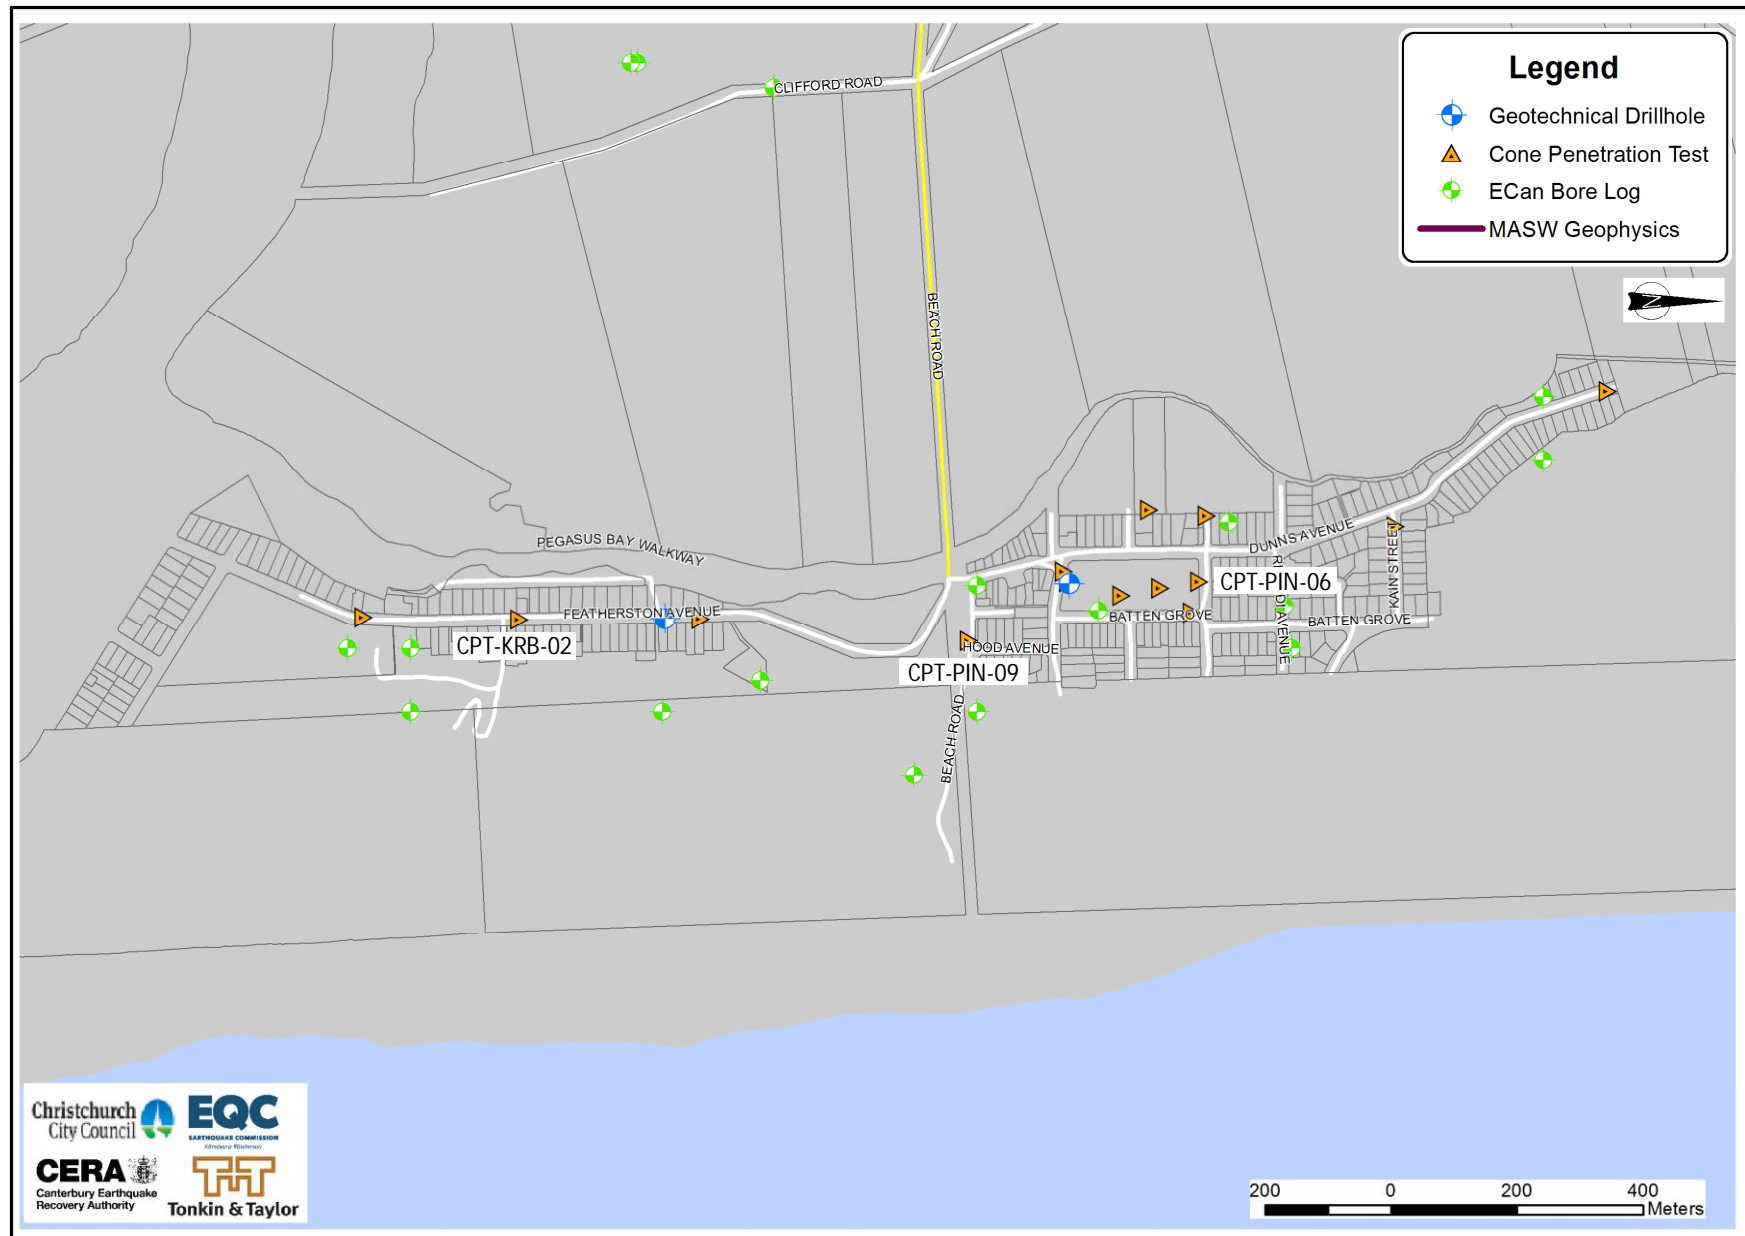 Legend
Geotechnical Drillhole
Cone Penetration Test
ECan Bore Log
MASW Geophysics
N
CLIFFORD ROAD
BEACH ROAD
PEGASUS BAY WALKWAY
DUNNS AVENUE
KAIN STREET
CPT-PIN-06
FEATHERSTON AVENUE
BATTEN GROVE
BATTEN GROVE
AVENUE
CPT-KRB-02
HOOD AVENUE
CPT-PIN-09
BEACH ROAD
Christchurch
City Council
EQC
EARTHQUAKE COMMISSION
CERA
Canterbury Earthquake
Recovery Authority
T+T
Tonkin & Taylor
200 0 200 400
Meters